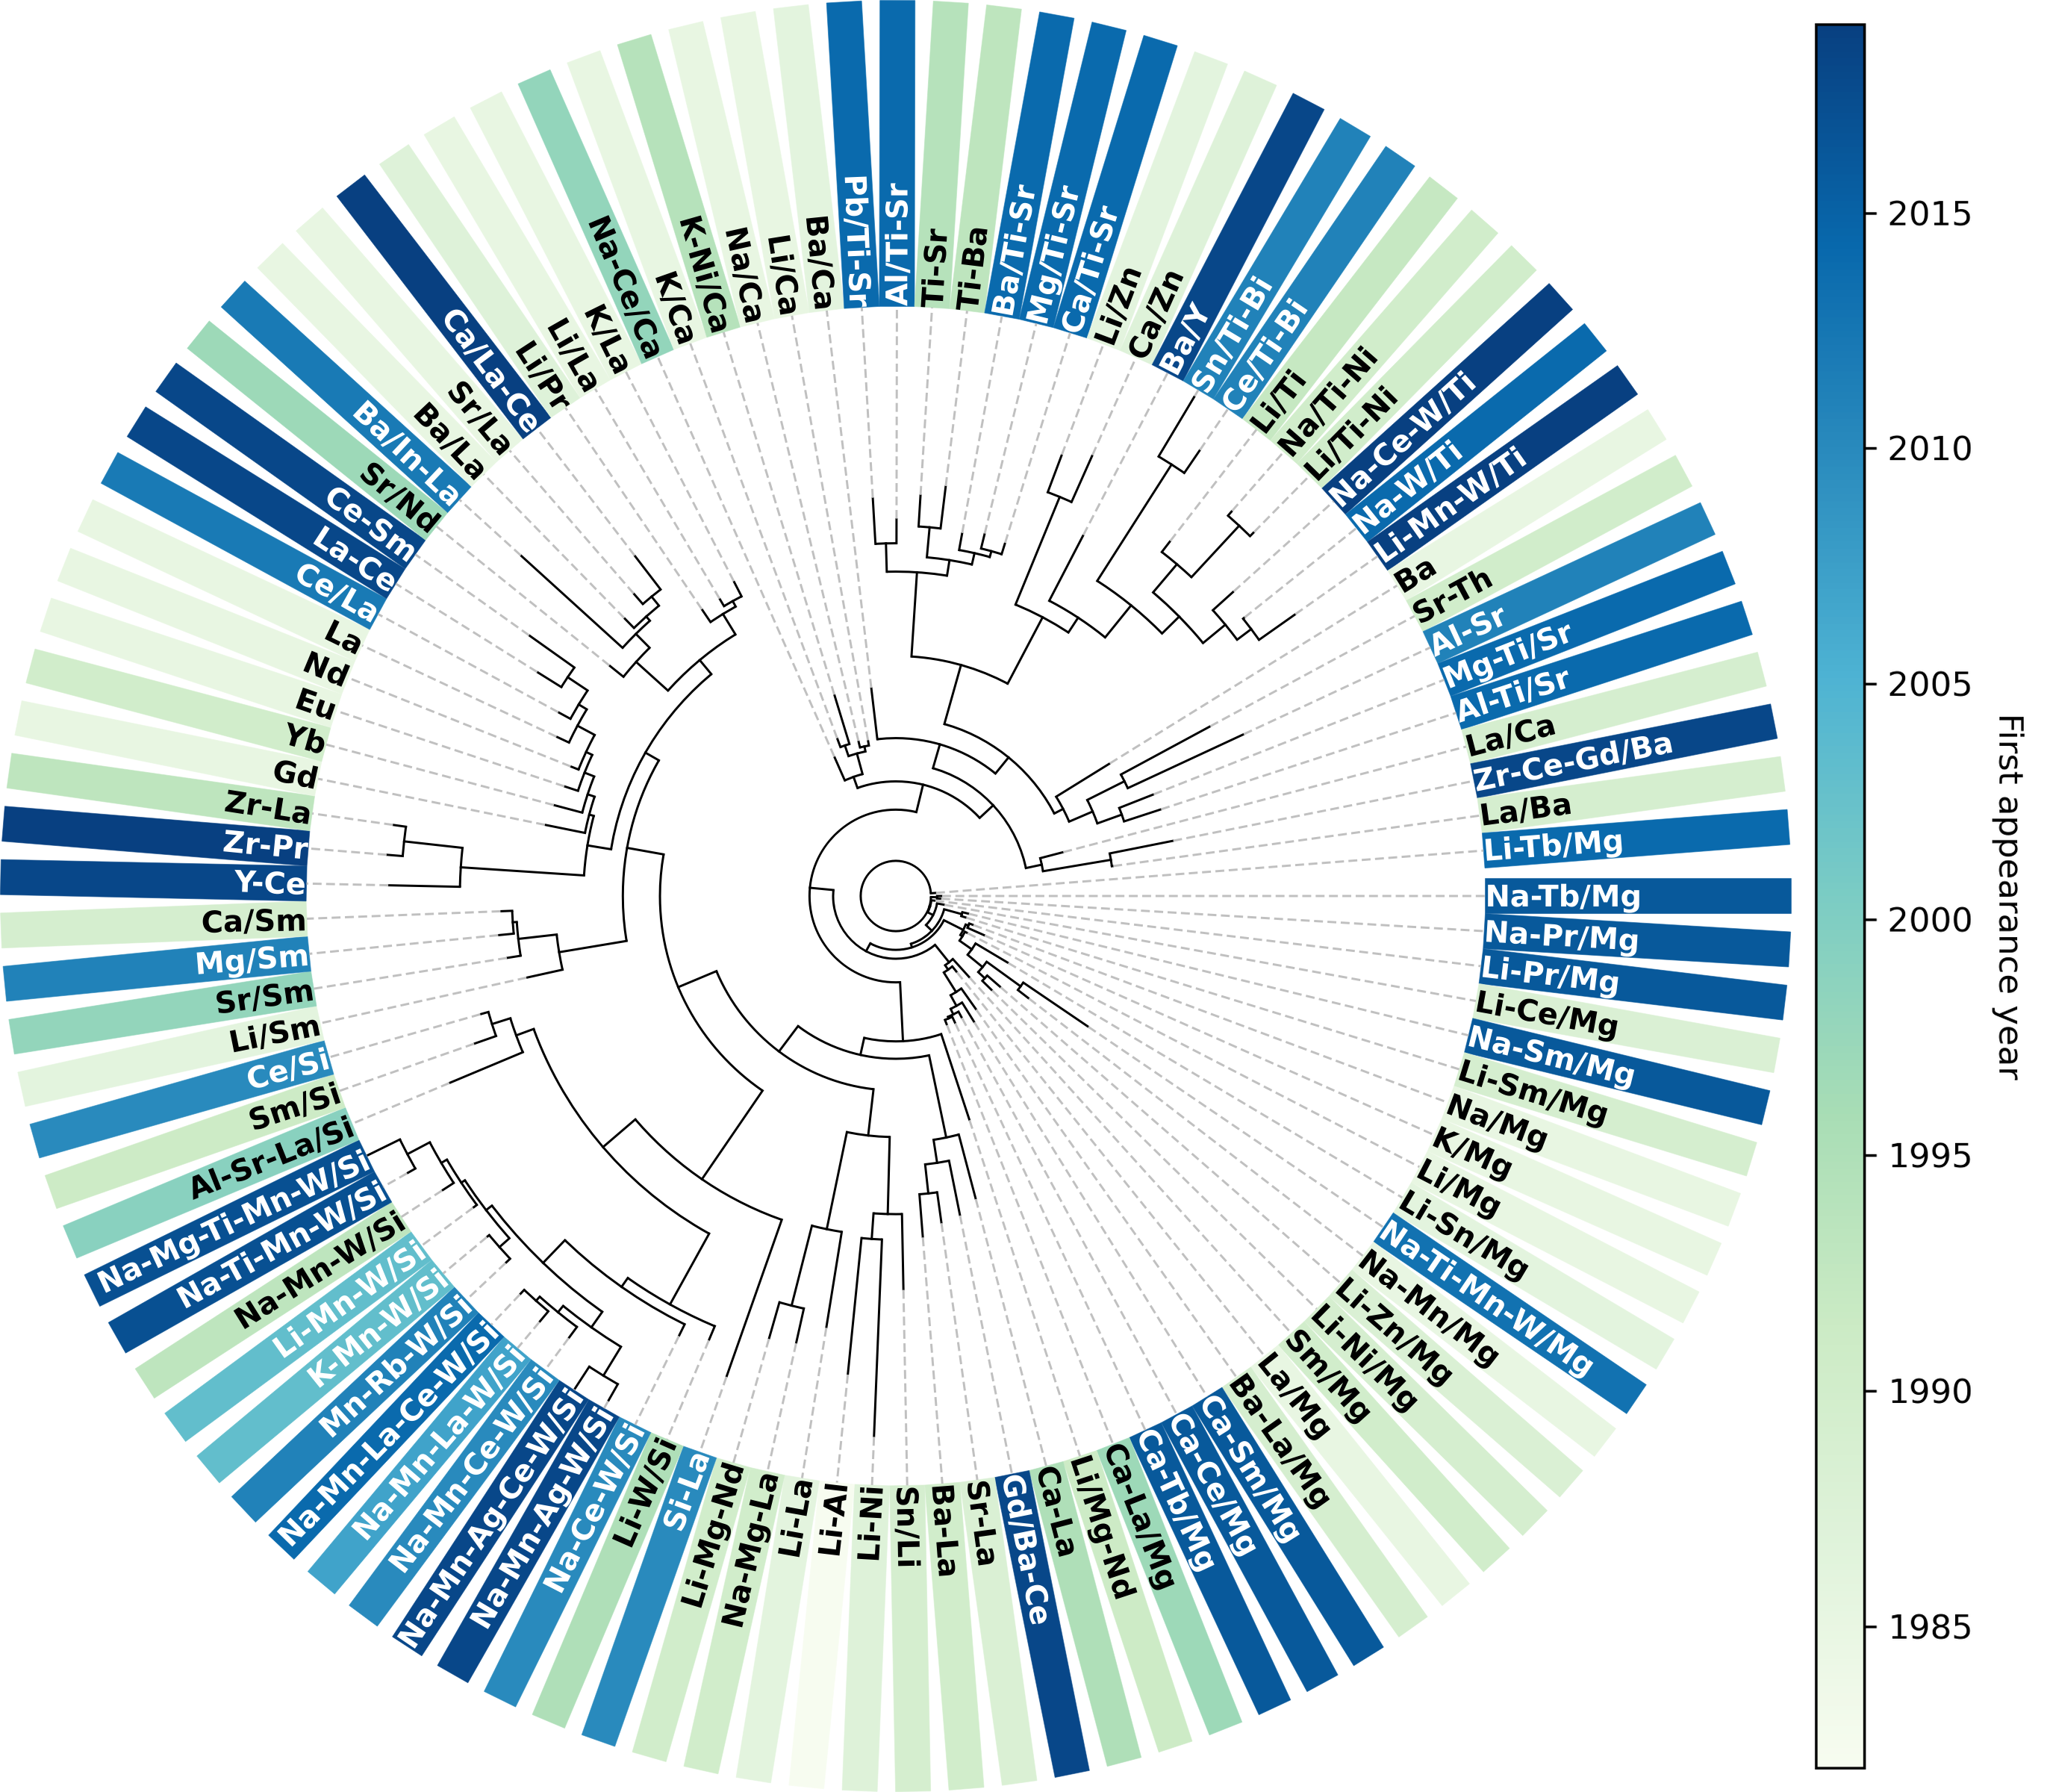 Pb/Ti-Sr
Al/Ti-Sr
Ti-Sr
Ti-Ba
Ba/Ti-Sr
Mg/Ti-Sr
Ca/Ti-Sr
Li/Zn
Ca/Zn
Ba/Y
Sn/Ti-Bi
Ce/Ti-Bi
Li/Ti
Na/Ti-Ni
Li/Ti-Ni
Na-Ce-W/Ti
Na-W/Ti
Li-Mn-W/Ti
Ba
Sr-Th
Al-Sr
Mg-Ti/Sr
Al-Ti/Sr
La/Ca
Zr-Ce-Gd/Ba
La/Ba
Li-Tb/Mg
Na-Tb/Mg
Na-Pr/Mg
Li-Pr/Mg
Li-Ce/Mg
Na-Sm/Mg
Li-Sm/Mg
Na/Mg
K/Mg
Li/Mg
Li-Sn/Mg
Na-Ti-Mn-W/Mg
Na-Mn/Mg
Li-Zn/Mg
Li-Ni/Mg
Sm/Mg
La/Mg
Ba-La/Mg
Ca-Sm/Mg
Ca-Ce/Mg
Ca-Tb/Mg
Ca-La/Mg
Li/Mg-Nd
Ca-La
Gd/Ba-Ce
Sr-La
Ba-La
Sn/Li
Li-Ni
Li-Al
Li-La
Na-Mg-La
Li-Mg-Nd
Si-La
Li-W/Si
Na-Ce-W/Si
Na-Mn-Ag-W/Si
Na-Mn-Ag-Ce-W/Si
Na-Mn-Ce-W/Si
Na-Mn-La-W/Si
Na-Mn-La-Ce-W/Si
Mn-Rb-W/Si
K-Mn-W/Si
Li-Mn-W/Si
Na-Mn-W/Si
Na-Ti-Mn-W/Si
Na-Mg-Ti-Mn-W/Si
Al-Sr-La/Si
Sm/Si
Ce/Si
Li/Sm
Sr/Sm
Mg/Sm
Ca/Sm
Y-Ce
Zr-Pr
Zr-La
Gd
Yb
Eu
Nd
La
Ce/La
La-Ce
Ce-Sm
Sr/Nd
Ba/In-La
Ba/La
Sr/La
Ca/La-Ce
Li/Pr
Li/La
K/La
Na-Ce/Ca
K/Ca
K-Ni/Ca
Na/Ca
Li/Ca
Ba/Ca
2015
2010
2005
2000
1995
1990
1985
First appearance year